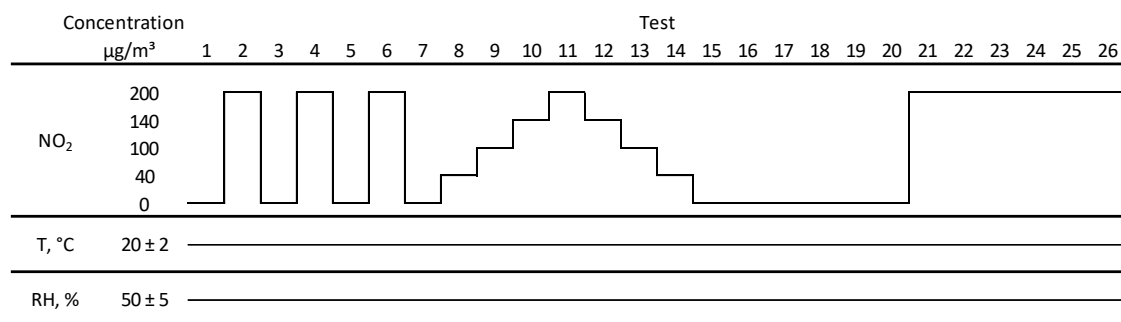 Concentration Test
µg/m³ 1 2 3 4 5 6 7 8 9 10 11 12 13 14 15 16 17 18 19 20 21 22 23 24 25 26
200
140
NO₂ 100
40
0
T, °C 20 ± 2
RH, % 50 ± 5